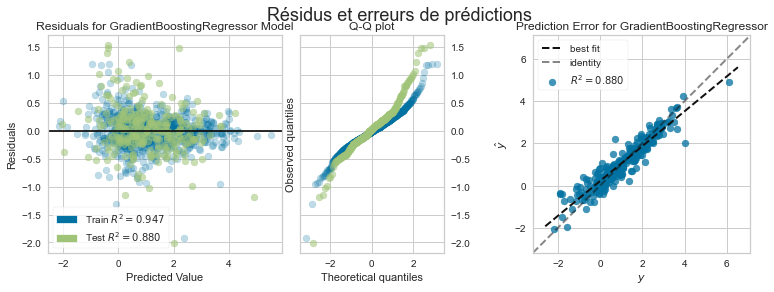 Résidus et erreurs de prédictions
Residuals for GradientBoostingRegressor Model
Q-Q plot
Prediction Error for GradientBoostingRegressor
Residuals
1.5
1.0
0.5
0.0
−0.5
−1.0
−1.5
−2.0
Train R² = 0.947
Test R² = 0.880
−2
0
2
4
Predicted Value
Observed quantiles
1.5
1.0
0.5
0.0
−0.5
−1.0
−1.5
−2.0
−2
0
2
Theoretical quantiles
best fit
identity
R² = 0.880
ŷ
6
4
2
0
−2
−2
0
2
4
6
y